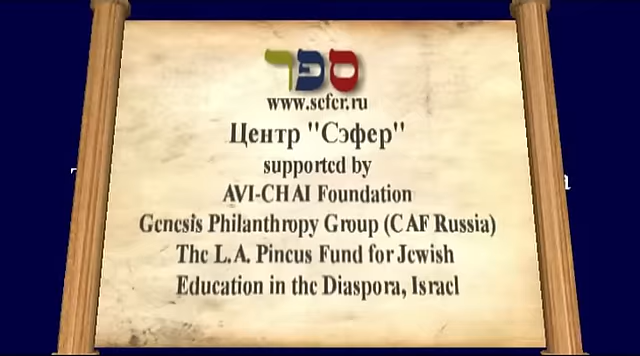 ספר
www.sefer.ru
Центр "Сэфер"
supported by
AVI-CHAI Foundation
Genesis Philanthropy Group (CAF Russia)
The L.A. Pincus Fund for Jewish
Education in the Diaspora, Israel